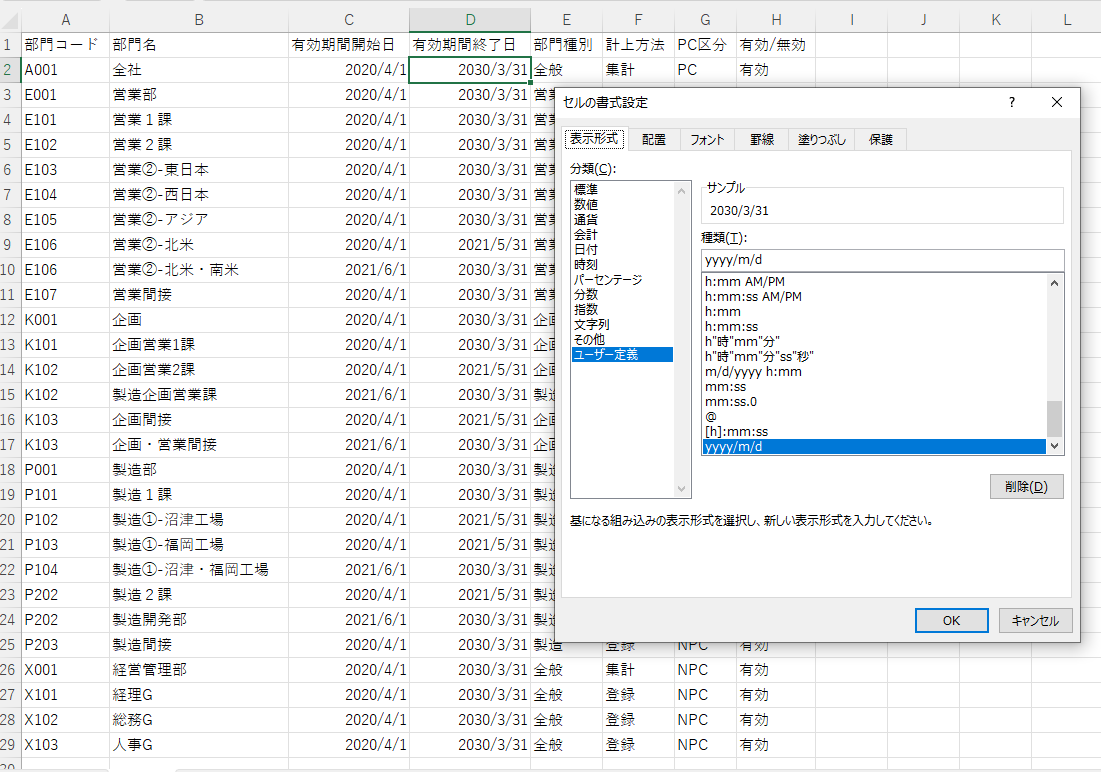 A B C D E F G H I J K L
1 部門コード 部門名 有効期間開始日 有効期間終了日 部門種別 計上方法 PC区分 有効/無効
2 A001 全社 2020/4/1 2030/3/31 全般 集計 PC 有効
3 E001 営業部 2020/4/1 2030/3/31 営業
4 E101 営業１課 2020/4/1 2030/3/31 営業
5 E102 営業２課 2020/4/1 2030/3/31 営業
6 E103 営業②-東日本 2020/4/1 2030/3/31 営業
7 E104 営業②-西日本 2020/4/1 2030/3/31 営業
8 E105 営業②-アジア 2020/4/1 2030/3/31 営業
9 E106 営業②-北米 2020/4/1 2021/5/31 営業
10 E106 営業②-北米・南米 2021/6/1 2030/3/31 営業
11 E107 営業間接 2020/4/1 2030/3/31 営業
12 K001 企画 2020/4/1 2030/3/31 企画
13 K101 企画営業1課 2020/4/1 2030/3/31 企画
14 K102 企画営業2課 2020/4/1 2021/5/31 企画
15 K102 製造企画営業課 2021/6/1 2030/3/31 企画
16 K103 企画間接 2020/4/1 2021/5/31 企画
17 K103 企画・営業間接 2021/6/1 2030/3/31 企画
18 P001 製造部 2020/4/1 2030/3/31 製造
19 P101 製造１課 2020/4/1 2030/3/31 製造
20 P102 製造①-沼津工場 2020/4/1 2021/5/31 製造
21 P103 製造①-福岡工場 2020/4/1 2021/5/31 製造
22 P104 製造①-沼津・福岡工場 2021/6/1 2030/3/31 製造
23 P202 製造２課 2020/4/1 2021/5/31 製造
24 P202 製造開発部 2021/6/1 2030/3/31 製造
25 P203 製造間接 2020/4/1 2030/3/31 製造 登録 NPC 有効
26 X001 経営管理部 2020/4/1 2030/3/31 全般 集計 NPC 有効
27 X101 経理G 2020/4/1 2030/3/31 全般 登録 NPC 有効
28 X102 総務G 2020/4/1 2030/3/31 全般 登録 NPC 有効
29 X103 人事G 2020/4/1 2030/3/31 全般 登録 NPC 有効
30
セルの書式設定 ?
表示形式 配置 フォント 罫線 塗りつぶし 保護
分類(C):
標準
数値
通貨
会計
日付
時刻
パーセンテージ
分数
指数
文字列
その他
ユーザー定義
サンプル
2030/3/31
種類(T):
yyyy/m/d
h:mm AM/PM
h:mm:ss AM/PM
h:mm
h:mm:ss
h"時"mm"分"
h"時"mm"分"ss"秒"
m/d/yyyy h:mm
mm:ss
mm:ss.0
@
[h]:mm:ss
yyyy/m/d
削除(D)
基になる組み込みの表示形式を選択し、新しい表示形式を入力してください。
OK キャンセル